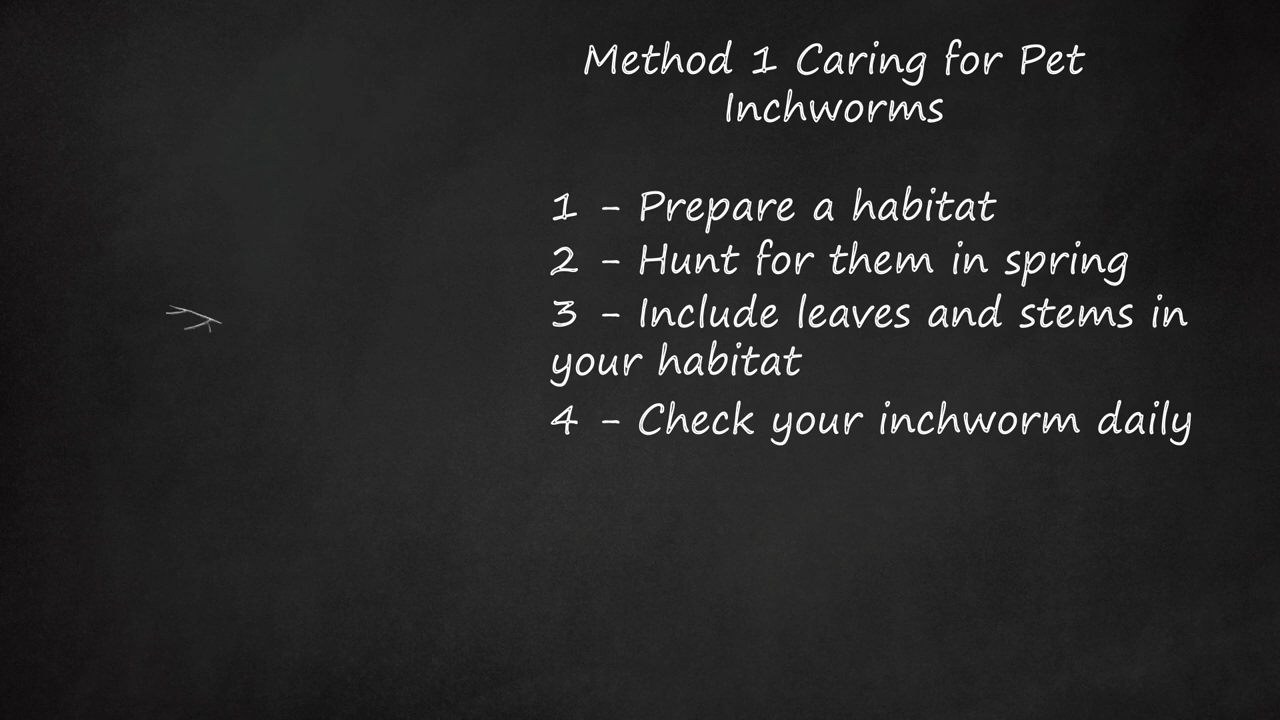 Method 1 Caring for Pet
Inchworms
1 - Prepare a habitat
2 - Hunt for them in spring
3 - Include leaves and stems in
your habitat
4 - Check your inchworm daily